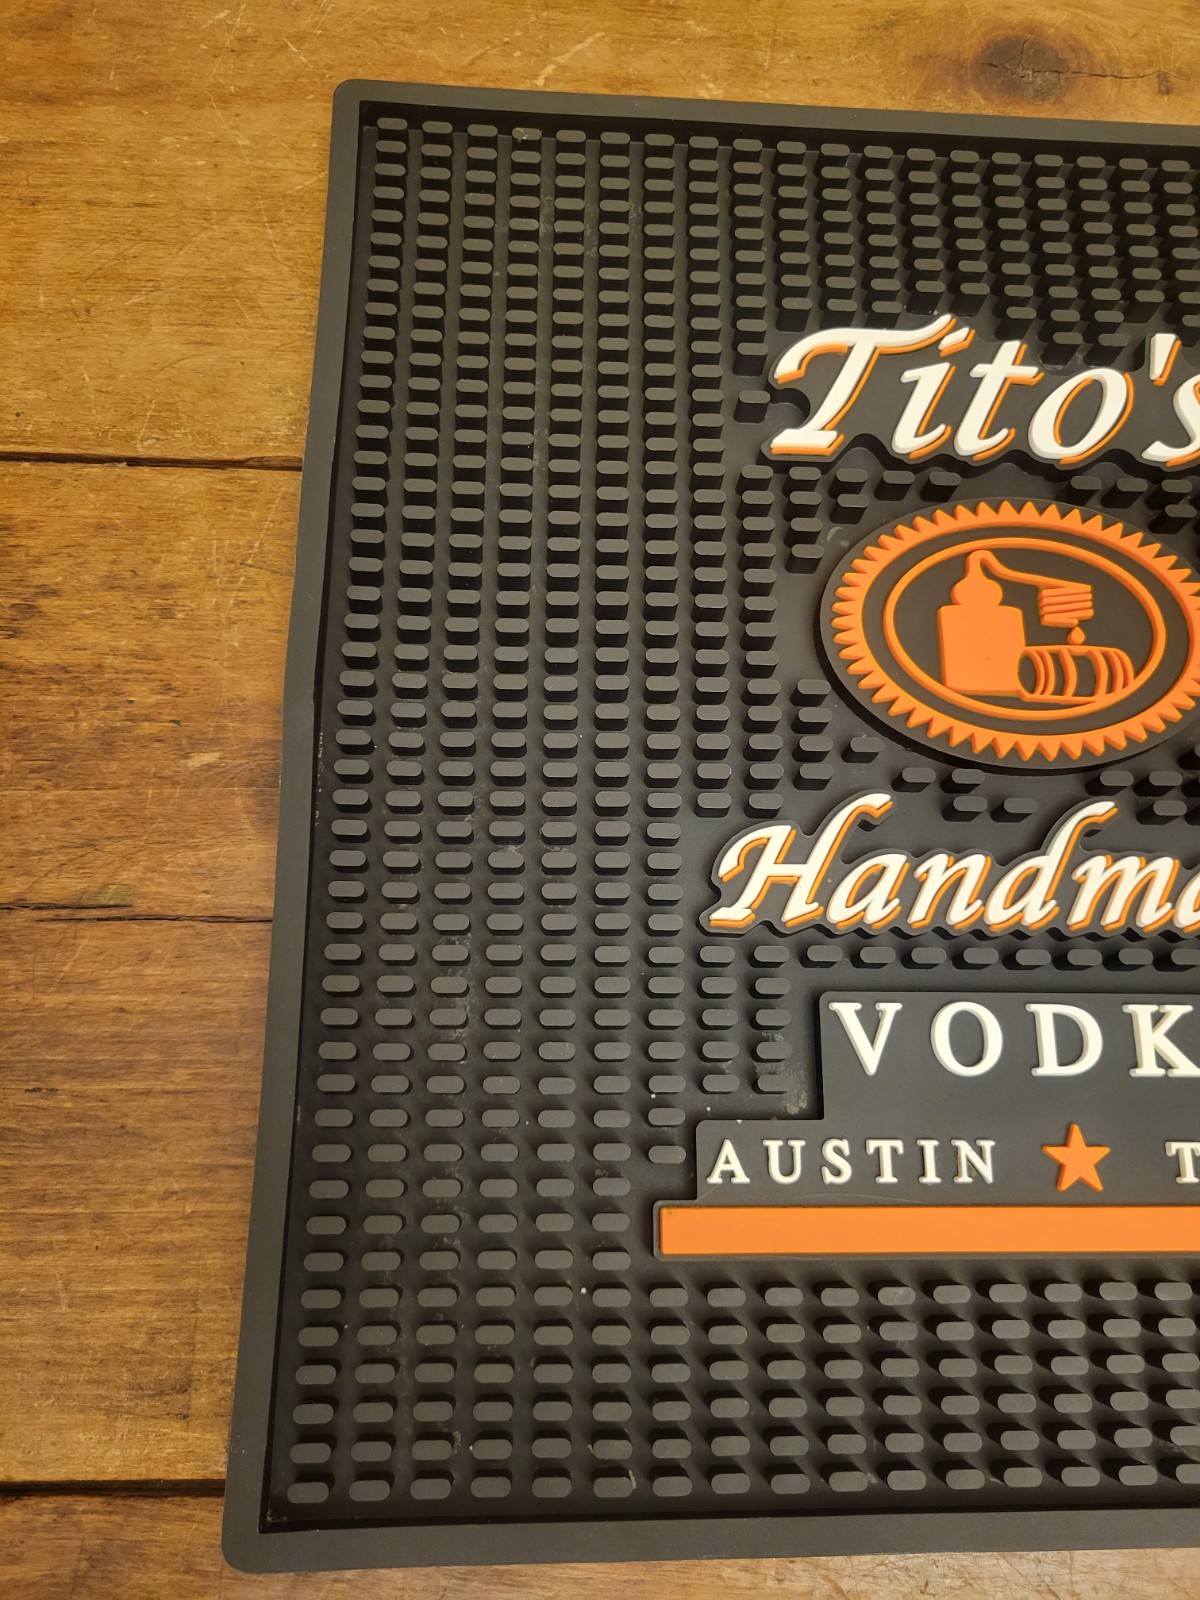 Tito's
Handma
VODK
AUSTIN ★ T